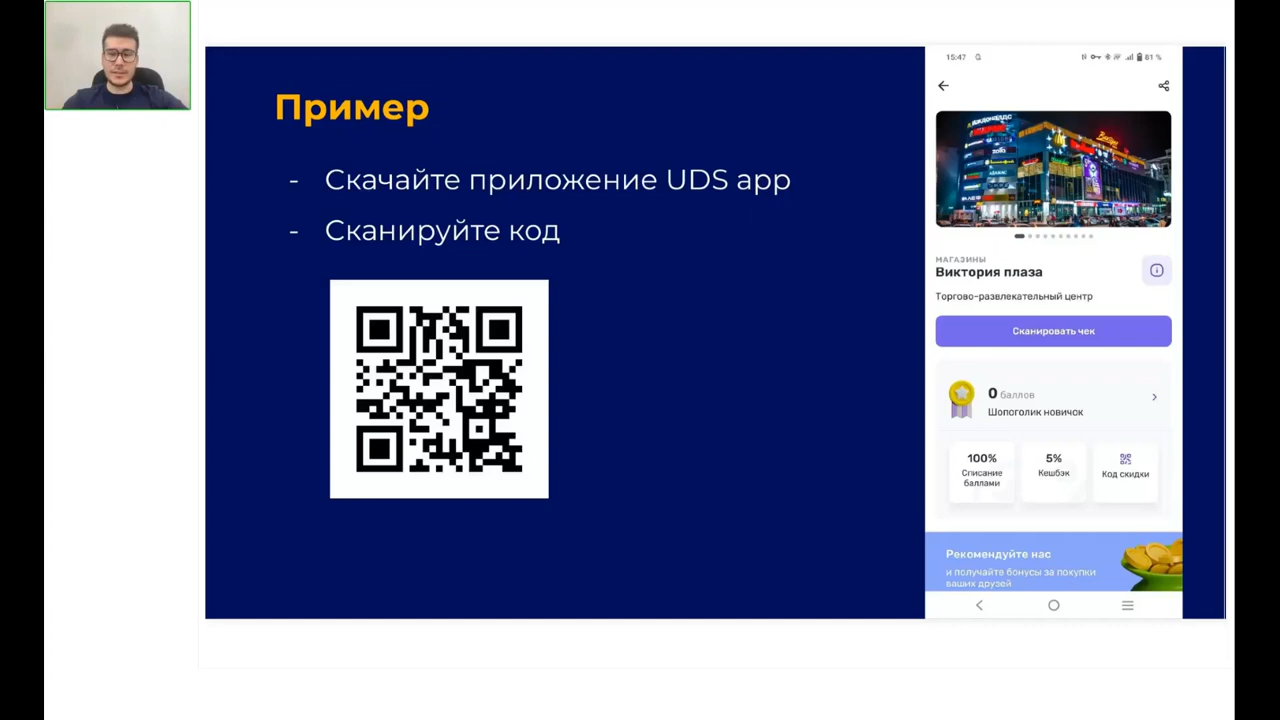 Пример
- Скачайте приложение UDS app
- Сканируйте код
15:47
81 %
МАГАЗИНЫ
Виктория плаза
Торгово-развлекательный центр
Сканировать чек
0 баллов
Шопоголик новичок
100%
Списание
баллами
5%
Кешбэк
Код скидки
Рекомендуйте нас
и получайте бонусы за покупки
ваших друзей